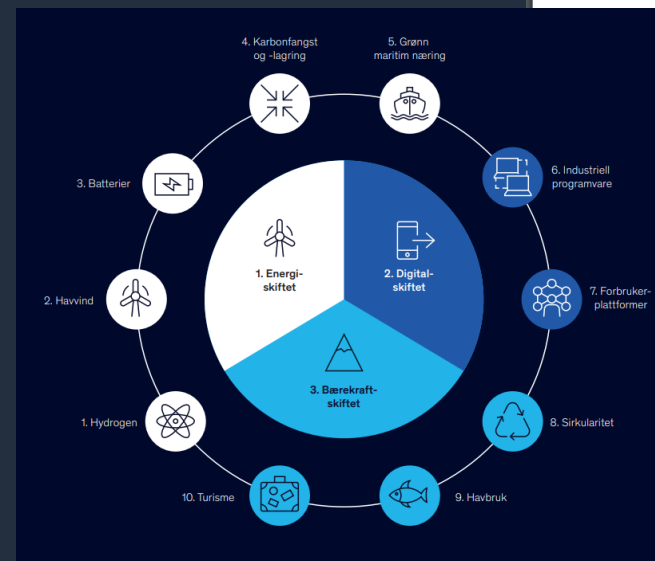 4. Karbonfangst
og -lagring
5. Grønn
maritim næring
3. Batterier
6. Industriell
programvare
1. Energi-
skiftet
2. Digital-
skiftet
2. Havvind
7. Forbruker-
plattformer
3. Bærekraft-
skiftet
1. Hydrogen
8. Sirkularitet
10. Turisme
9. Havbruk